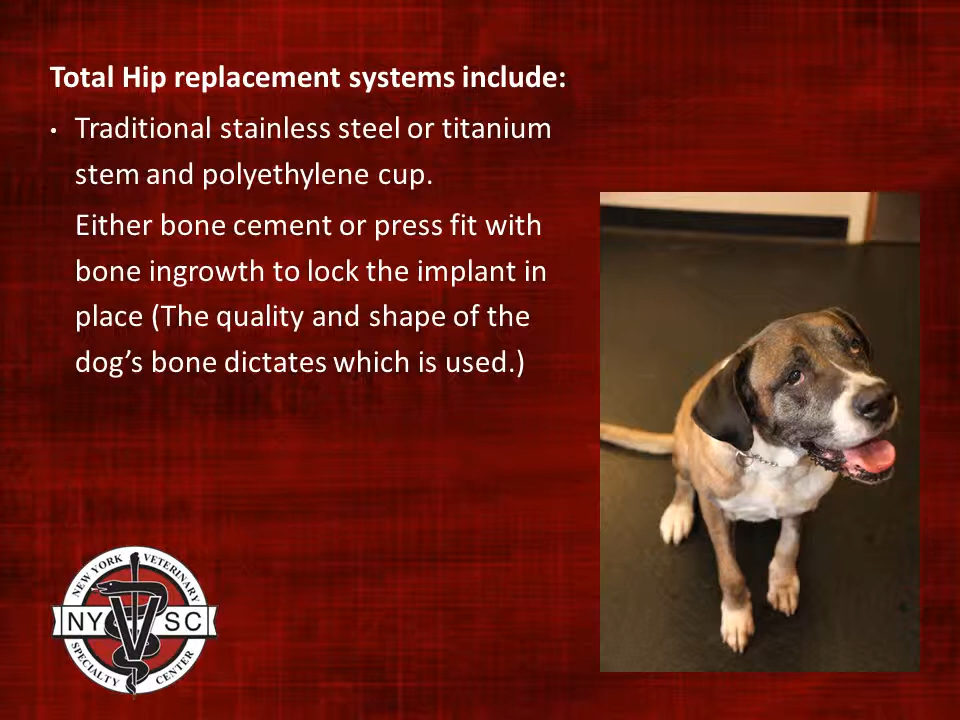 Total Hip replacement systems include:
• Traditional stainless steel or titanium
stem and polyethylene cup.
Either bone cement or press fit with
bone ingrowth to lock the implant in
place (The quality and shape of the
dog’s bone dictates which is used.)
NEW YORK VETERINARY
NY V SC
SPECIALTY CENTER